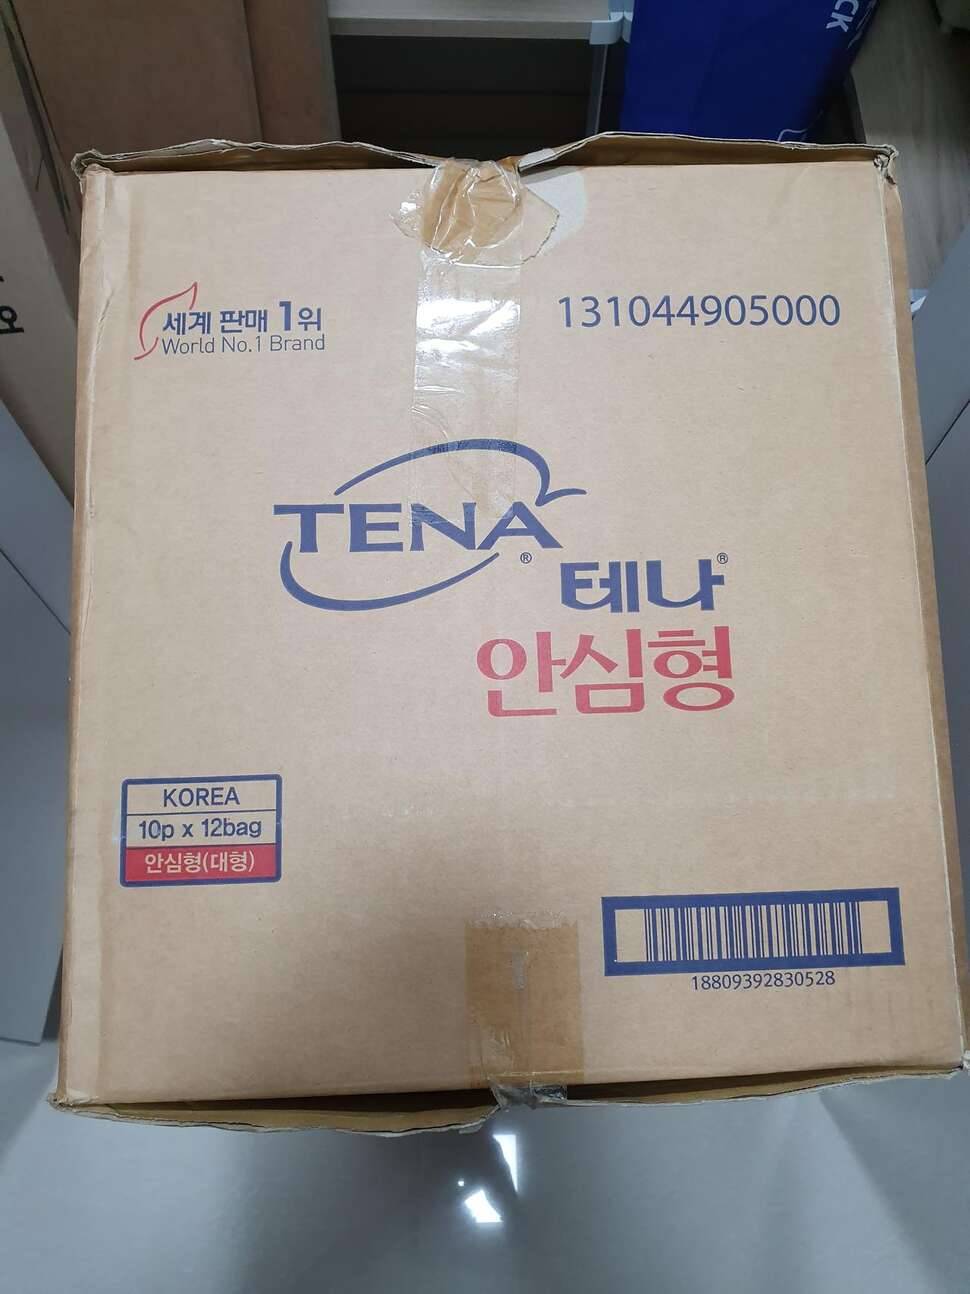 CK
세계 판매 1위
World No.1 Brand
131044905000
TENA®
테나®
안심형
KOREA
10p x 12bag
안심형(대형)
18809392830528